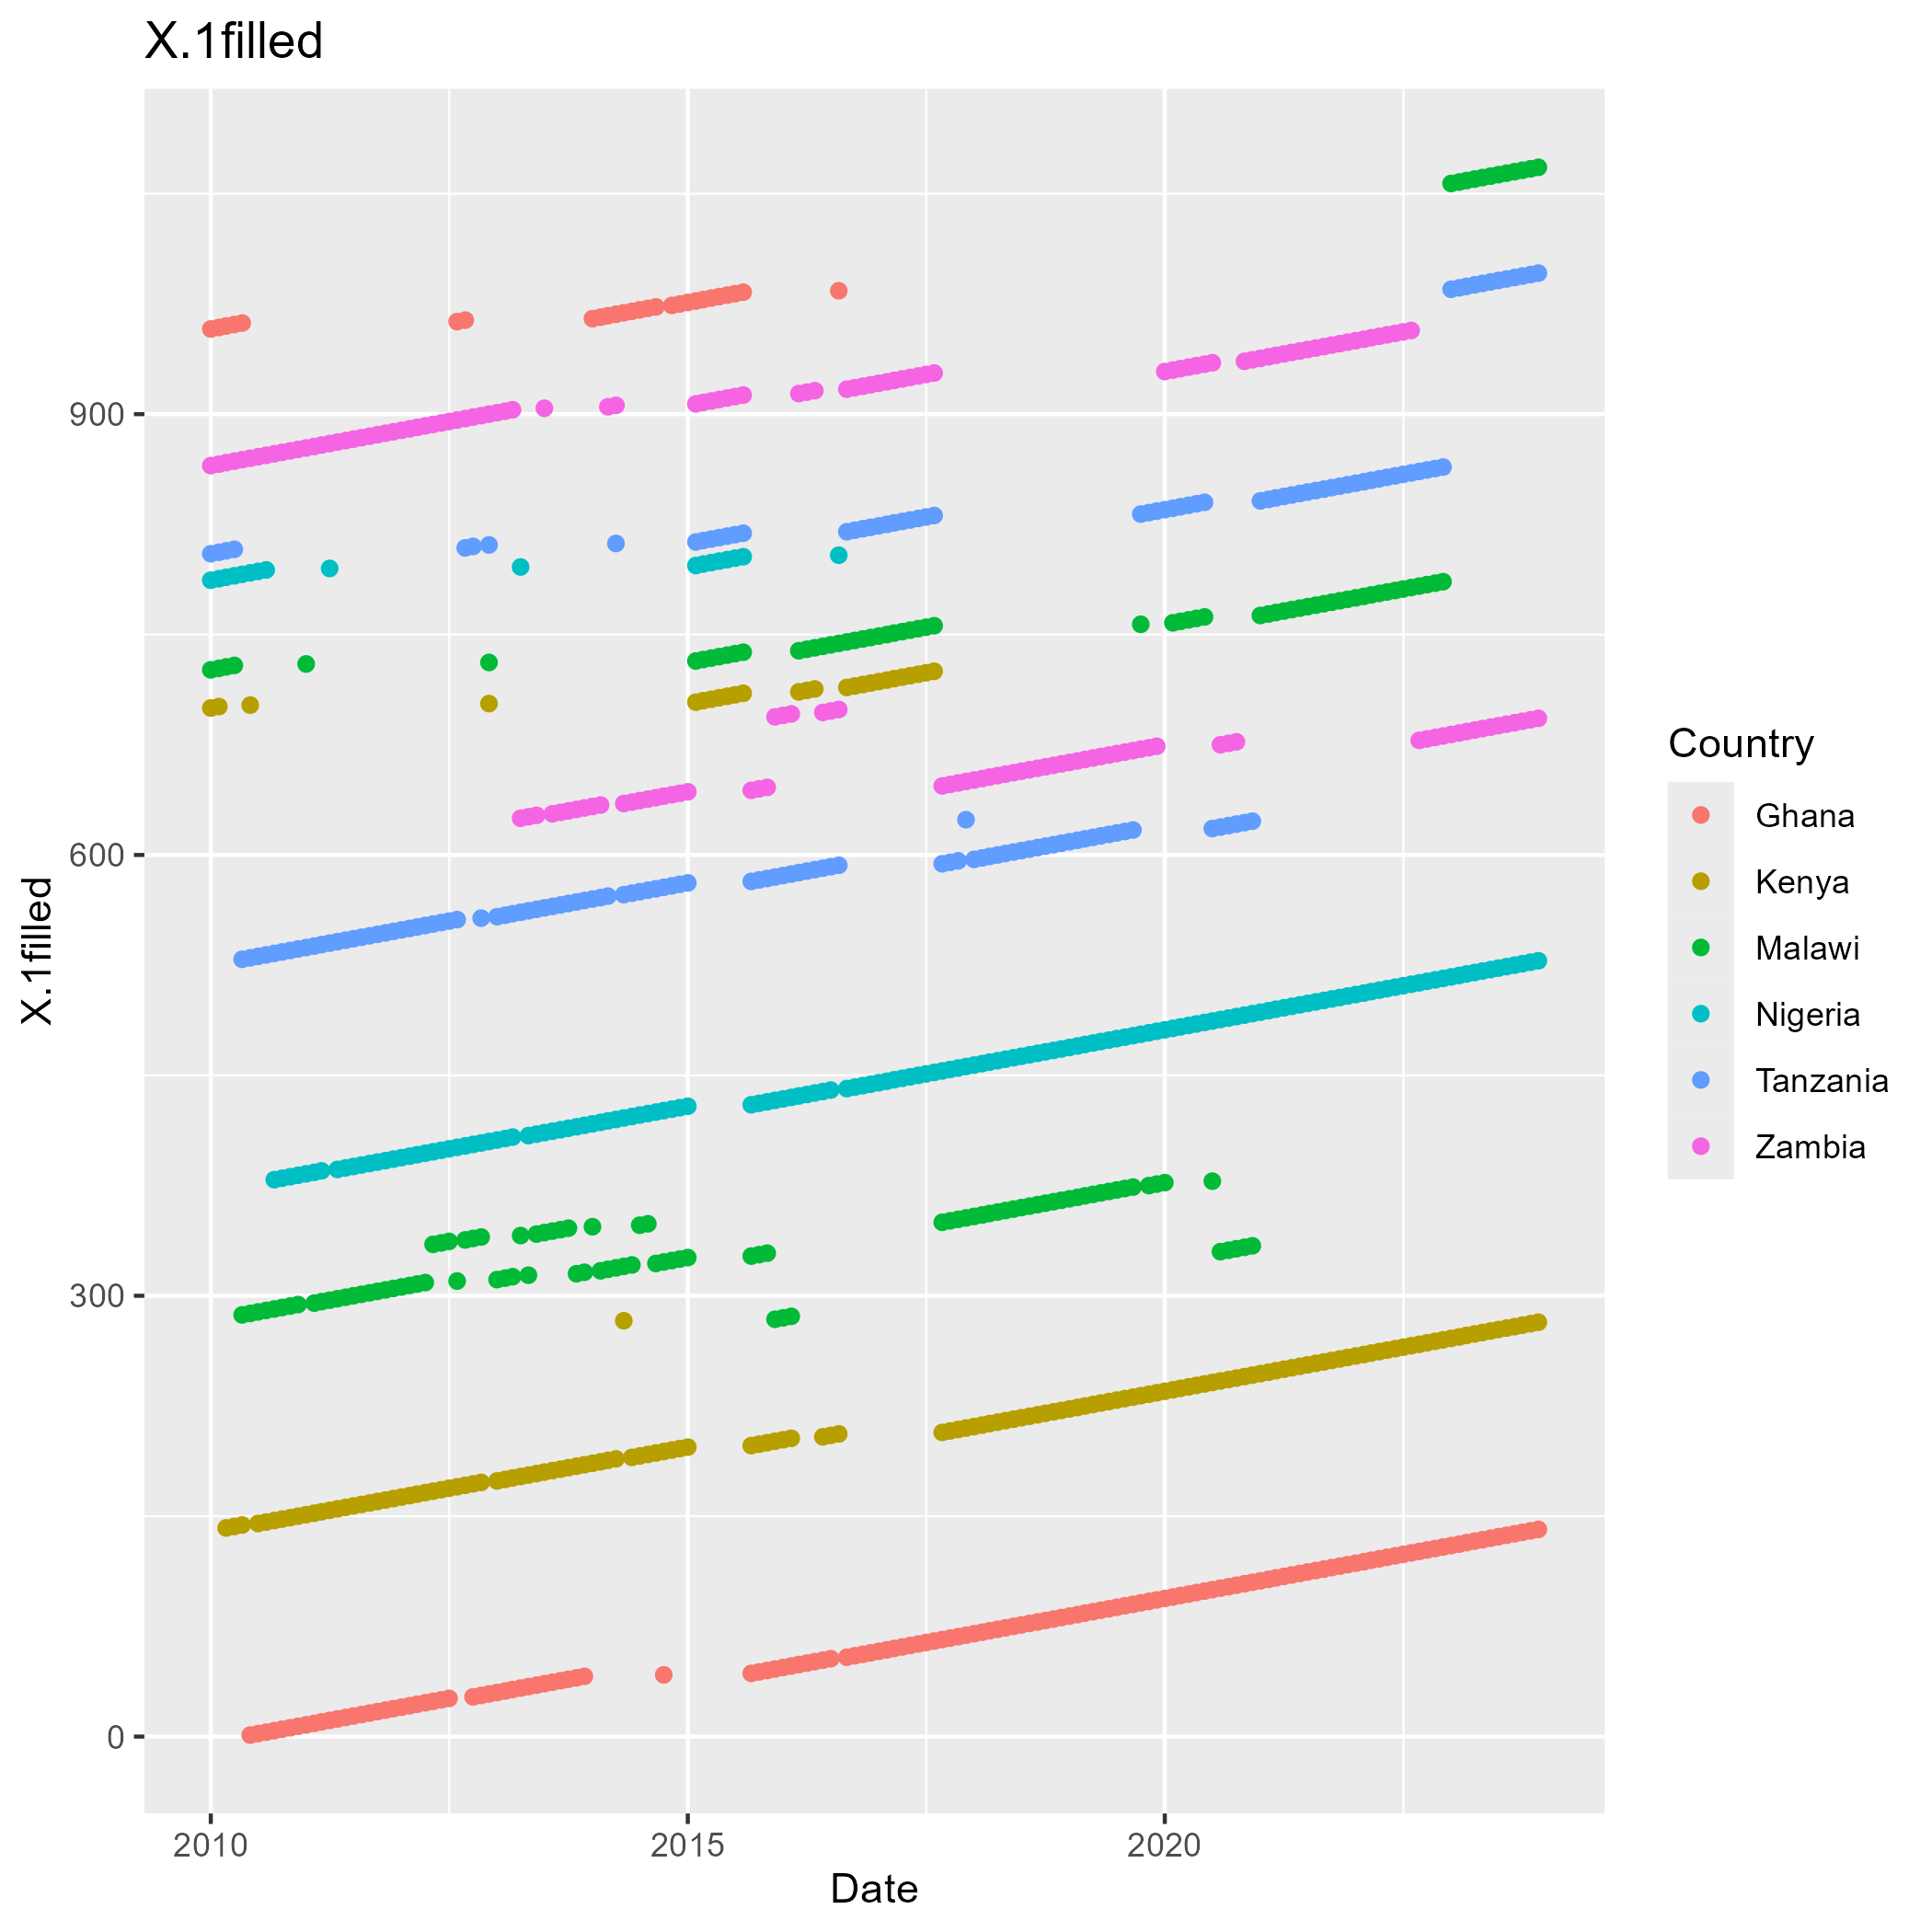 X.1filled
X.1filled
900
600
300
0
2010
2015
2020
Date
Country
Ghana
Kenya
Malawi
Nigeria
Tanzania
Zambia